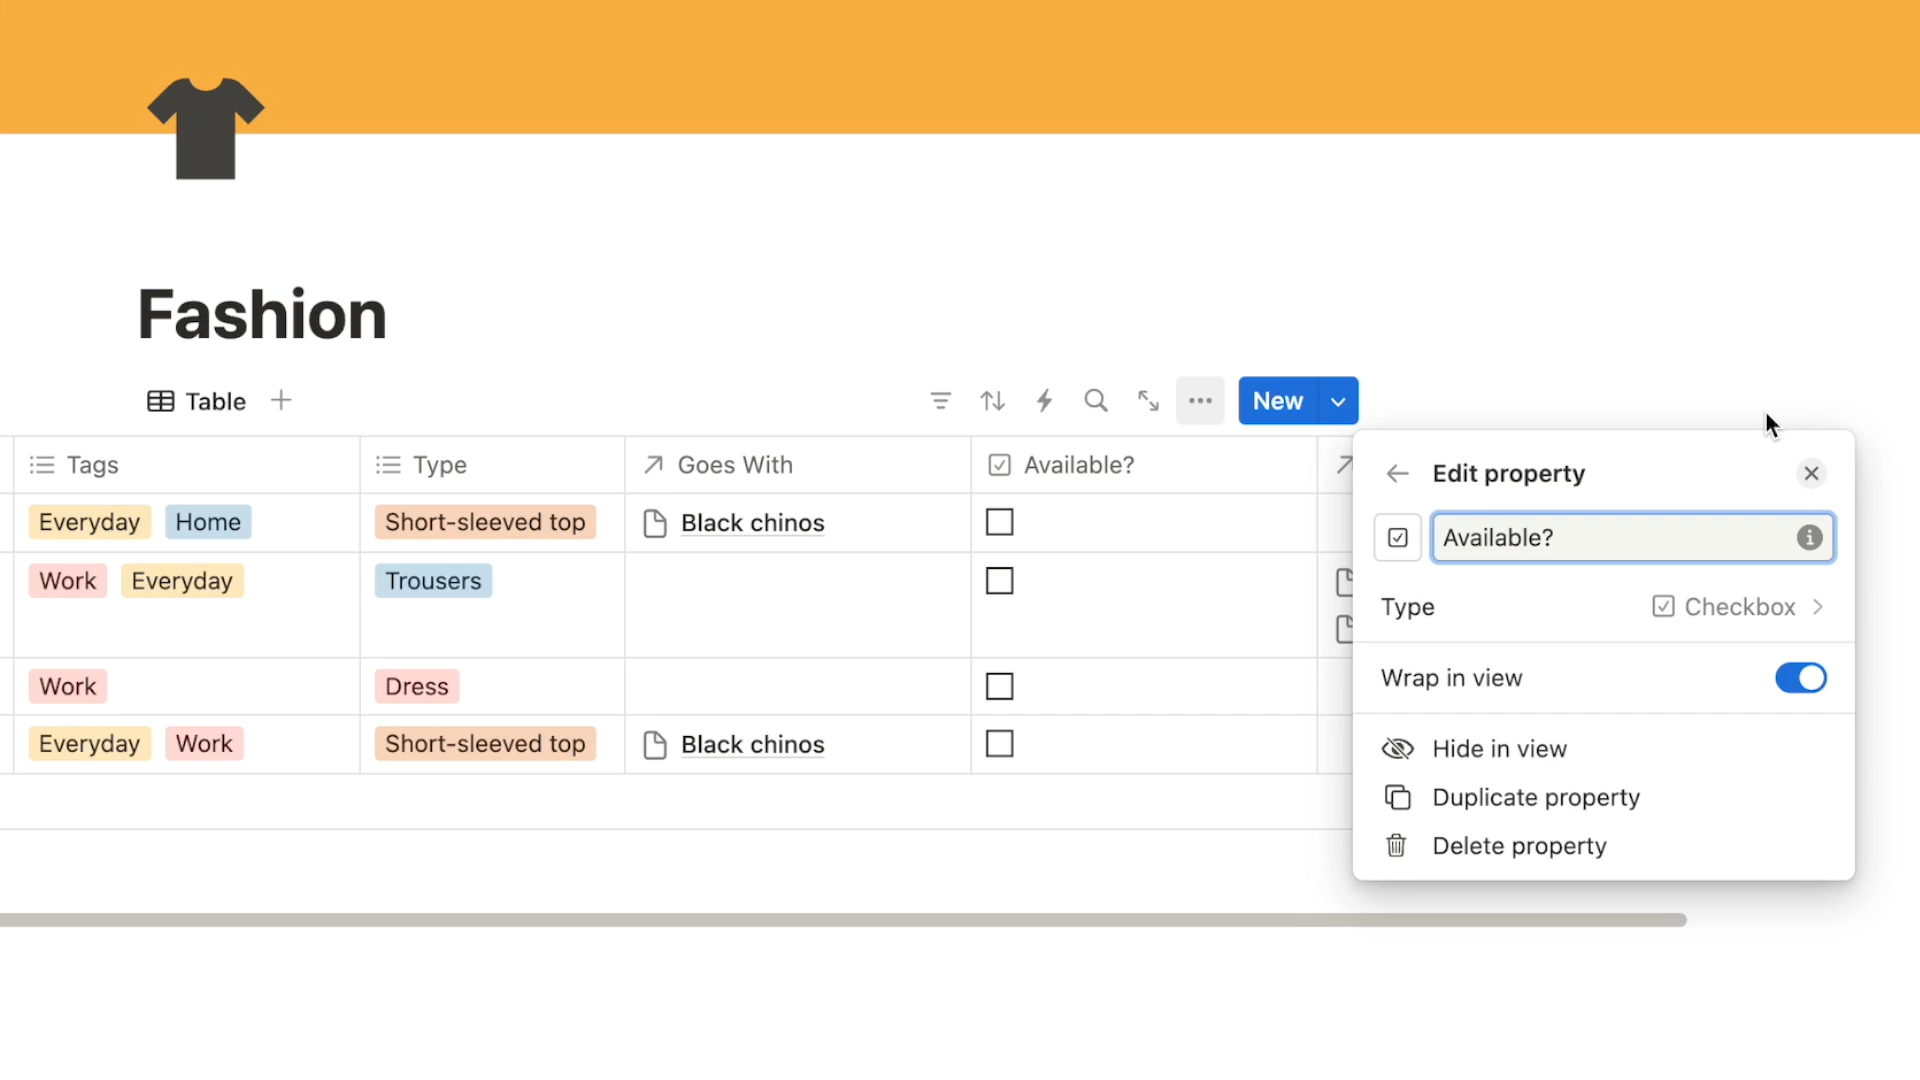 Fashion
Table
New
Tags Type Goes With Available?
Everyday Home Short-sleeved top Black chinos
Work Everyday Trousers
Work Dress
Everyday Work Short-sleeved top Black chinos
Edit property
Available?
Type Checkbox
Wrap in view
Hide in view
Duplicate property
Delete property